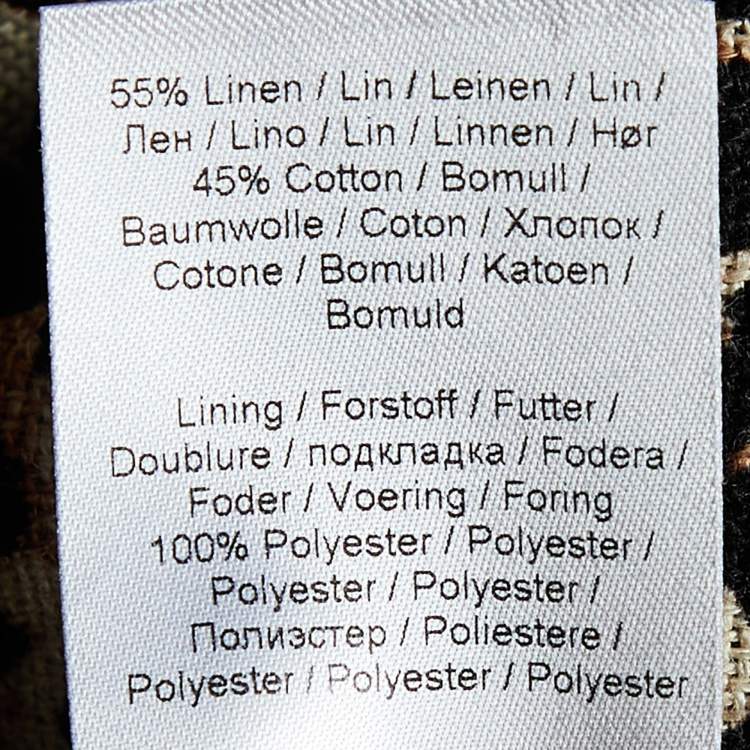 55% Linen / Lin / Leinen / Lin /
Лен / Lino / Lin / Linnen / Hør
45% Cotton / Bomull /
Baumwolle / Coton / Хлопок /
Cotone / Bomull / Katoen /
Bomuld
Lining / Forstoff / Futter /
Doublure / подкладка / Fodera /
Foder / Voering / Foring
100% Polyester / Polyester /
Polyester / Polyester /
Полиэстер / Poliestere /
Polyester / Polyester / Polyester